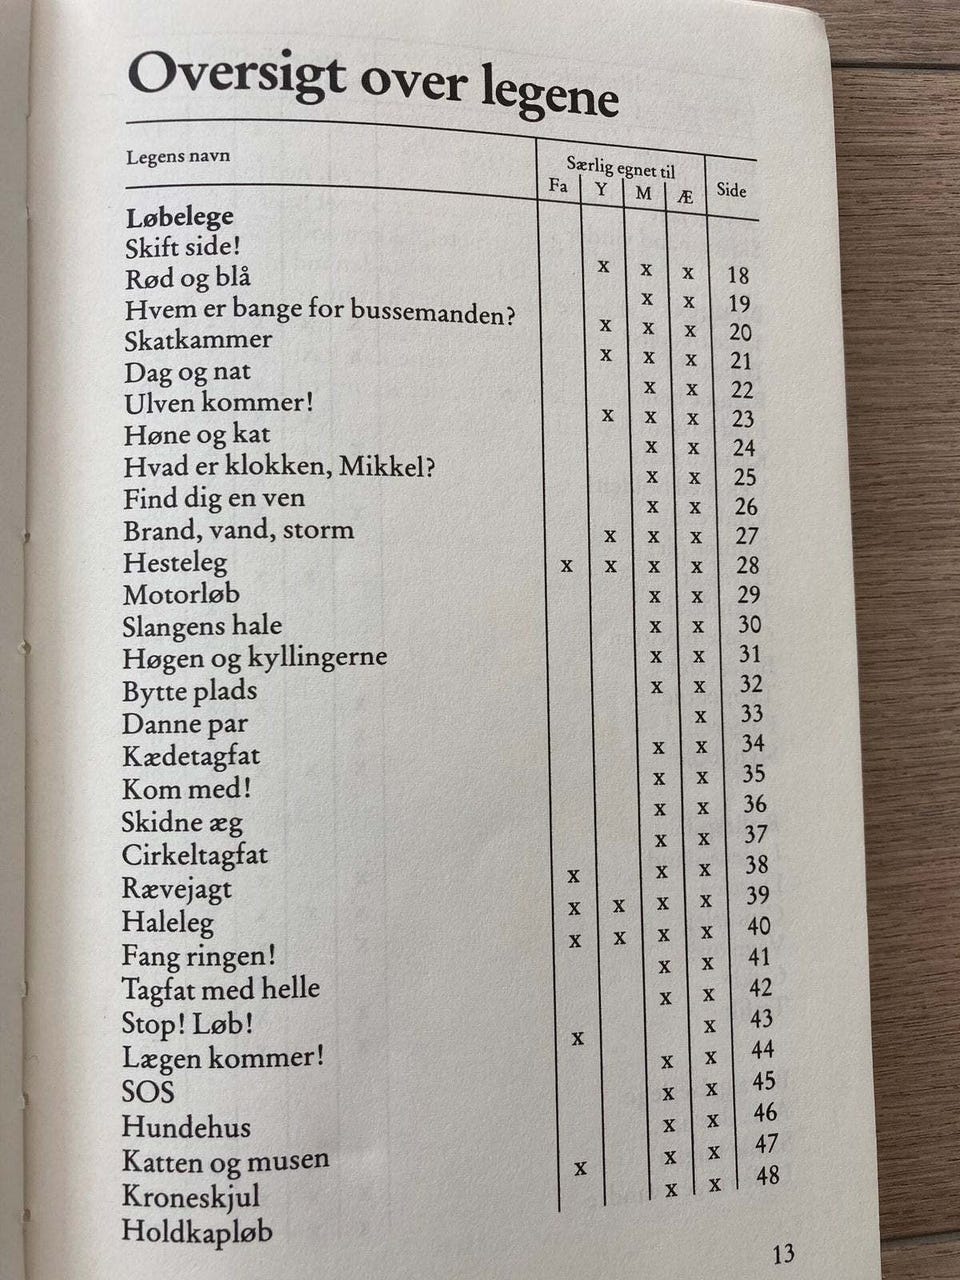 Oversigt over legene
Legens navn Særlig egnet til Side
Fa Y M Æ
Løbelege
Skift side! x x x 18
Rød og blå x x 19
Hvem er bange for bussemanden? x x x 20
Skatkammer x x x 21
Dag og nat x x 22
Ulven kommer! x x x 23
Høne og kat x x 24
Hvad er klokken, Mikkel? x x 25
Find dig en ven x x 26
Brand, vand, storm x x x 27
Hesteleg x x x x 28
Motorløb x x 29
Slangens hale x x 30
Høgen og kyllingerne x x 31
Bytte plads x x 32
Danne par x 33
Kædetagfat x x 34
Kom med! x x 35
Skidne æg x x 36
Cirkeltagfat x x 37
Rævejagt x x x 38
Haleleg x x x x 39
Fang ringen! x x x x 40
Tagfat med helle x x 41
Stop! Løb! x x 42
Lægen kommer! x x 43
SOS x x 44
Hundehus x x 45
Katten og musen x x 46
Kroneskjul x x x 47
Holdkapløb x x 48
13